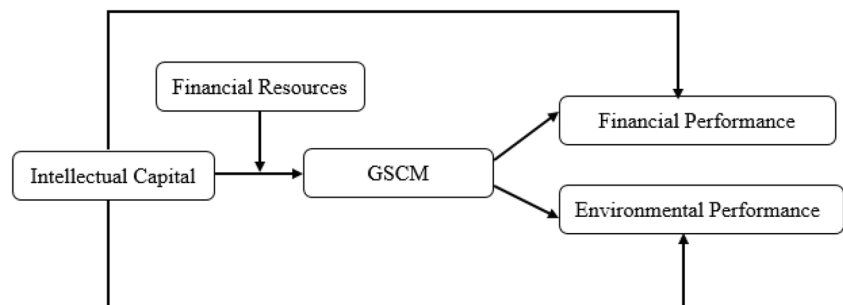 Financial Resources
Financial Performance
Intellectual Capital
GSCM
Environmental Performance